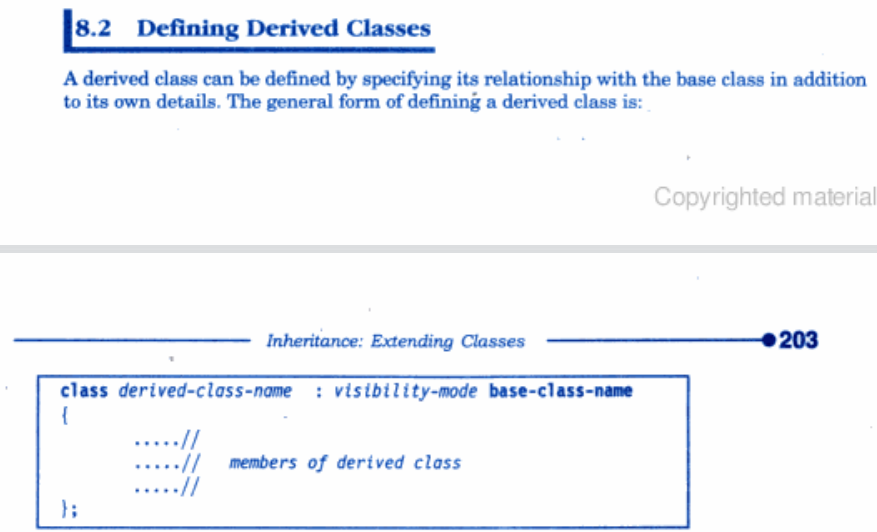 8.2 Defining Derived Classes
A derived class can be defined by specifying its relationship with the base class in addition
to its own details. The general form of defining a derived class is:
Copyrighted material
Inheritance: Extending Classes 203
class derived-class-name : visibility-mode base-class-name
{
.....//
.....// members of derived class
.....//
};